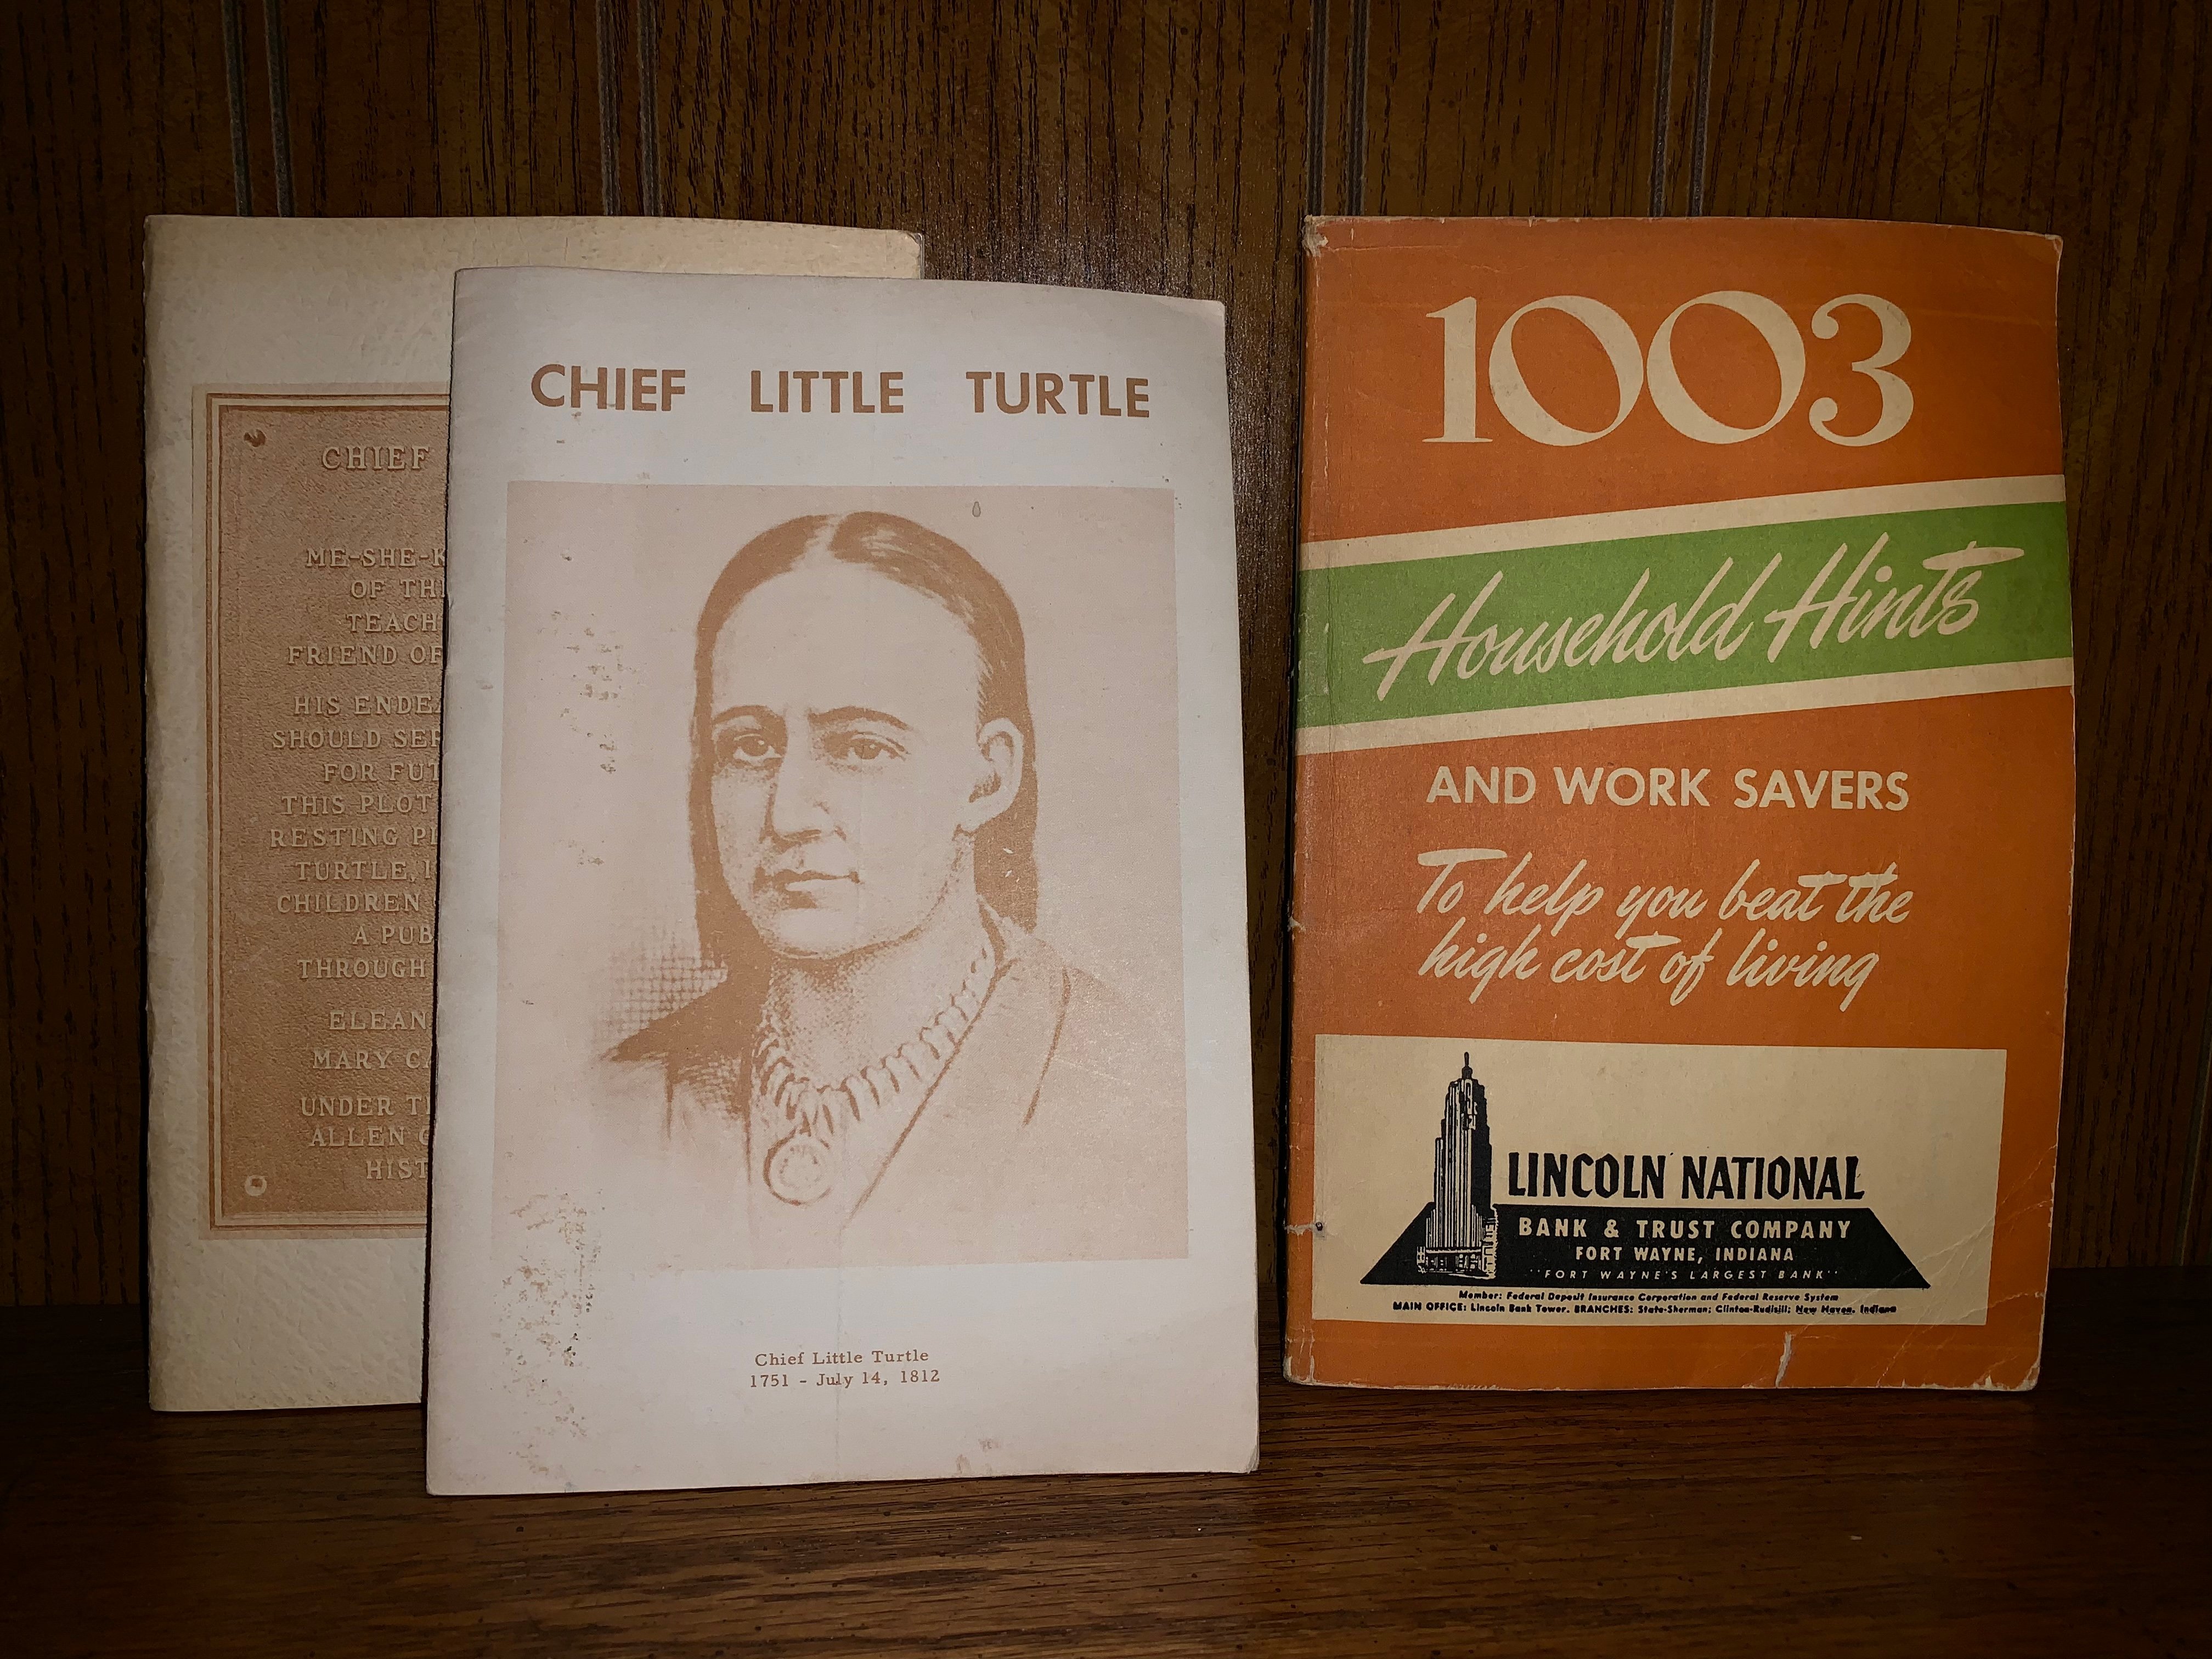 CHIEF
ME-SHE-K
OF TH
TEACH
FRIEND OF
HIS ENDEA
SHOULD SER
FOR FUT
THIS PLOT
RESTING PL
TURTLE, I
CHILDREN
A PUB
THROUGH
ELEAN
MARY CA
UNDER T
ALLEN C
HIST
CHIEF LITTLE TURTLE
Chief Little Turtle
1751 - July 14, 1812
1003
Household Hints
AND WORK SAVERS
To help you beat the
high cost of living
LINCOLN NATIONAL
BANK & TRUST COMPANY
FORT WAYNE, INDIANA
"FORT WAYNE'S LARGEST BANK"
Member: Federal Deposit Insurance Corporation and Federal Reserve System
MAIN OFFICE: Lincoln Bank Tower. BRANCHES: State-Sherman; Clinton-Rudisill; New Haven, Indiana